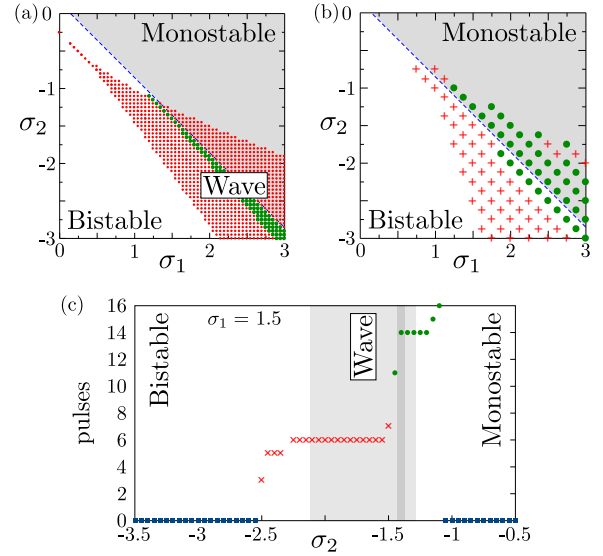 (a)
(b)
0
-1
-2
-3
σ2
0
1
2
3
σ1
Monostable
Wave
Bistable
0
-1
-2
-3
σ2
0
1
2
3
σ1
Monostable
Bistable
(c)
16
14
12
10
8
6
4
2
0
pulses
σ1 = 1.5
Bistable
Wave
Monostable
-3.5 -3 -2.5 -2 -1.5 -1 -0.5
σ2